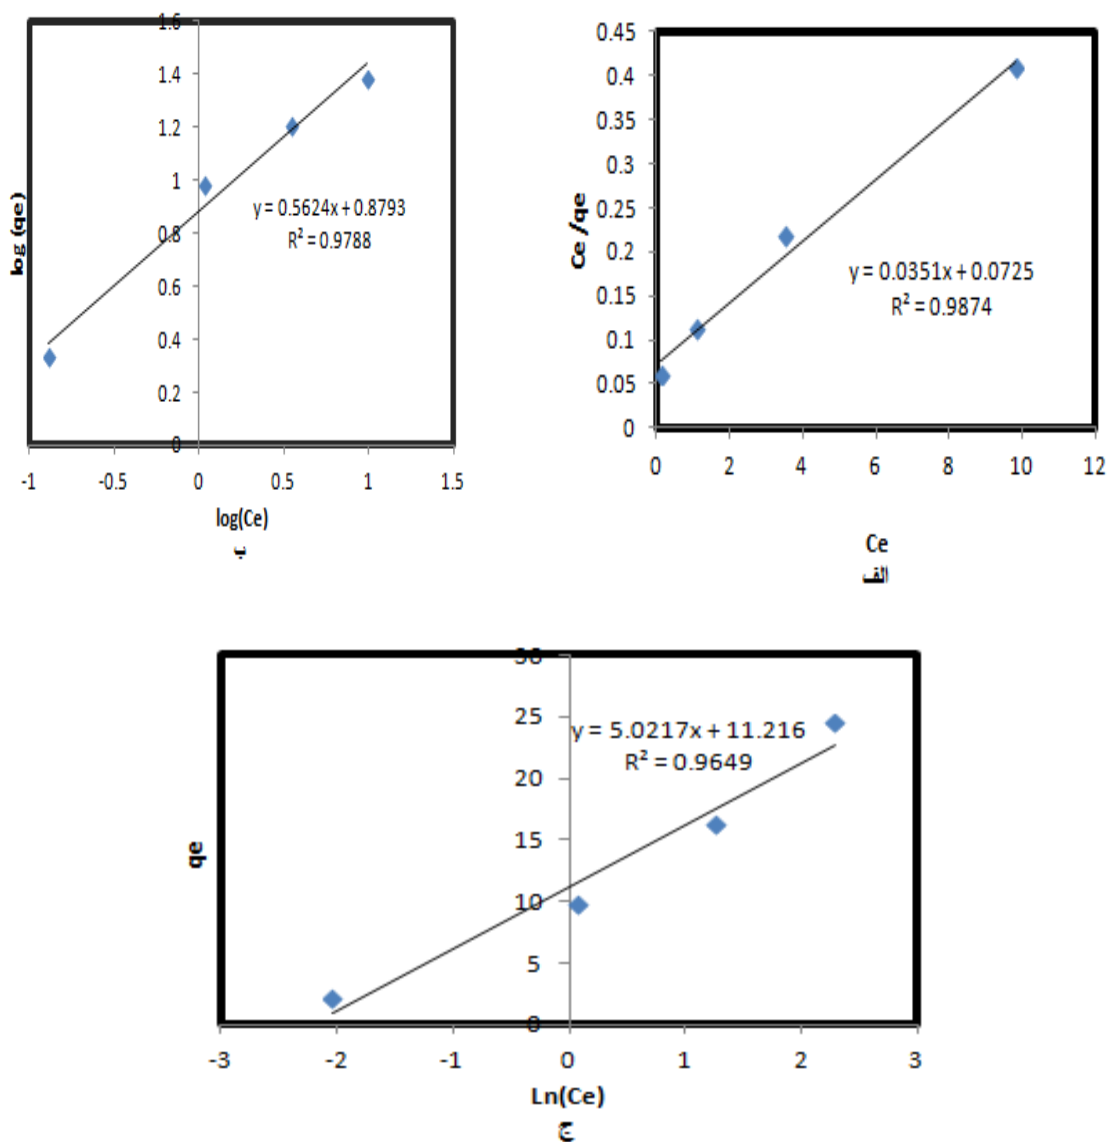 1.6
1.4
1.2
1
0.8
0.6
0.4
0.2
0
log (qe)
y = 0.5624x + 0.8793
R² = 0.9788
-1 -0.5 0 0.5 1 1.5
log(Ce)
ب
0.45
0.4
0.35
0.3
0.25
0.2
0.15
0.1
0.05
0
Ce /qe
y = 0.0351x + 0.0725
R² = 0.9874
0 2 4 6 8 10 12
Ce
الف
30
25
20
15
10
5
0
qe
y = 5.0217x + 11.216
R² = 0.9649
-3 -2 -1 0 1 2 3
Ln(Ce)
ج